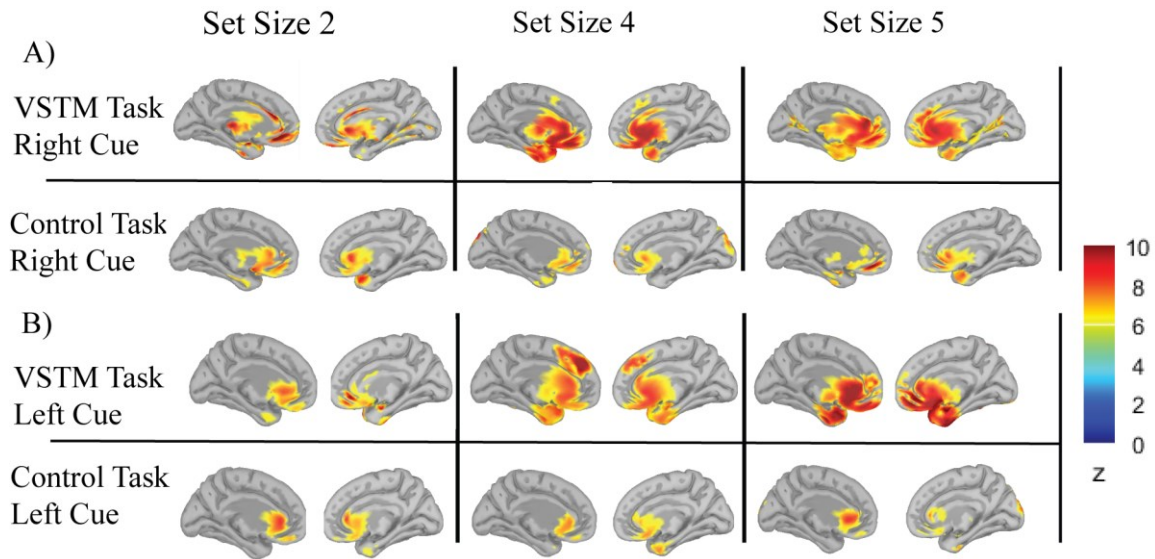 Set Size 2 Set Size 4 Set Size 5
A)
VSTM Task
Right Cue
Control Task
Right Cue
B)
VSTM Task
Left Cue
Control Task
Left Cue
10
8
6
4
2
0
z